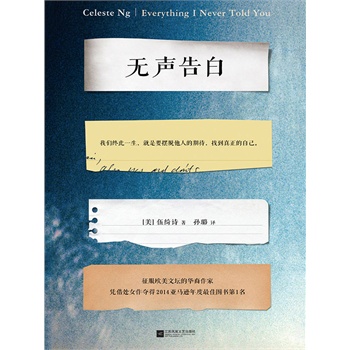 Celeste Ng | Everything I Never Told You
无声告白
我们终此一生，就是要摆脱他人的期待，找到真正的自己。
[美] 伍绮诗 著 孙璐 译
征服欧美文坛的华裔作家
凭借处女作夺得2014亚马逊年度最佳图书第1名
江苏凤凰文艺出版社